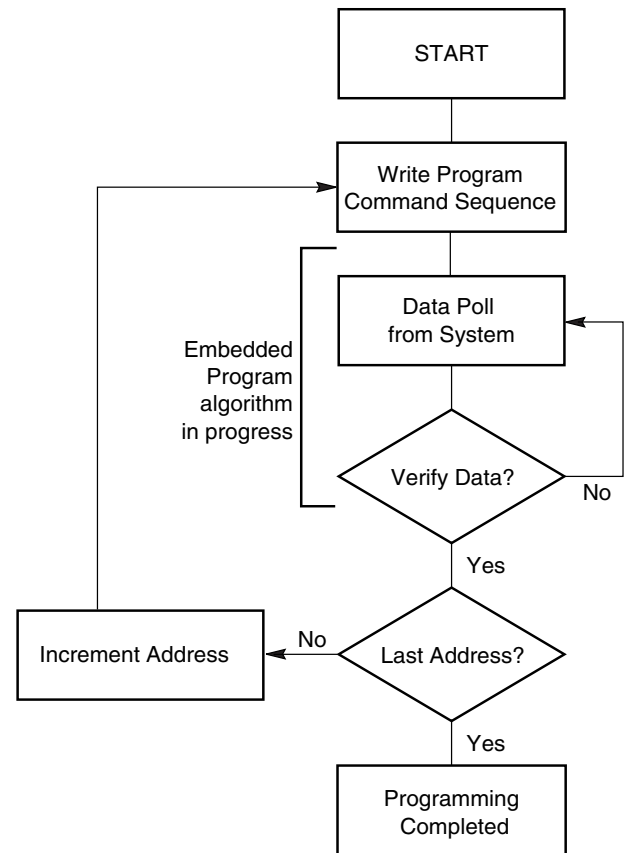 START
Write Program
Command Sequence
Data Poll
from System
Embedded
Program
algorithm
in progress
Verify Data?
No
Yes
No
Increment Address
Last Address?
Yes
Programming
Completed